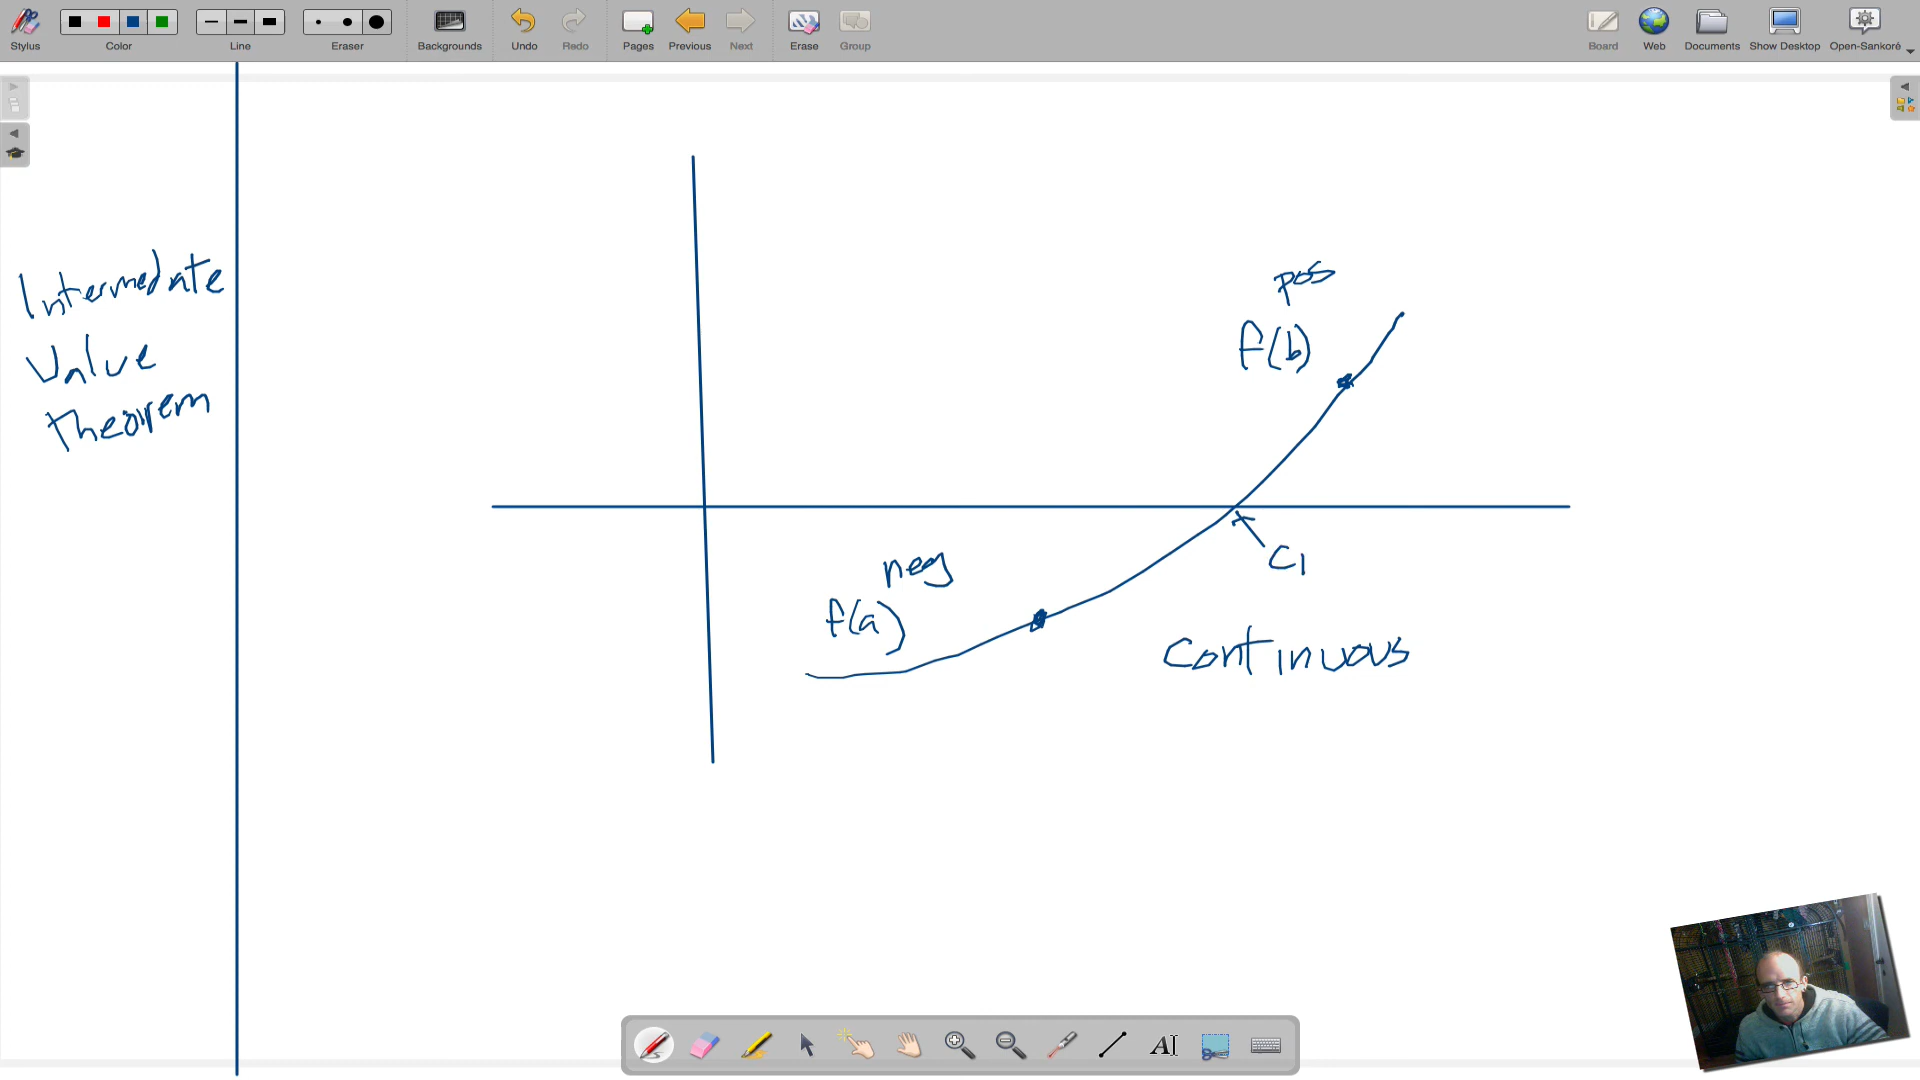 Stylus
Color
Line
Eraser
Backgrounds
Undo
Redo
Pages
Previous
Next
Erase
Group
Board
Web
Documents
Show Desktop
Open-Sankoré
Intermediate
Value
theorem
pos
f(b)
neg
f(a)
C1
continuous
AI